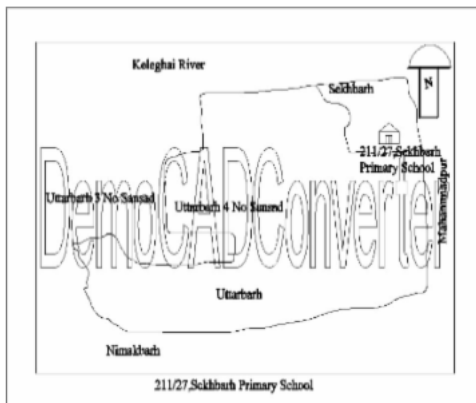 Keleghai River
Sekhbarh
N
211/27,Sekhbarh
Primary School
Mahammadpur
Uttarbarh 3 No Sansad
Uttarbarh 4 No Sansad
DemoCADConverter
Uttarbarh
Nimakbarh
211/27,Sekhbarh Primary School